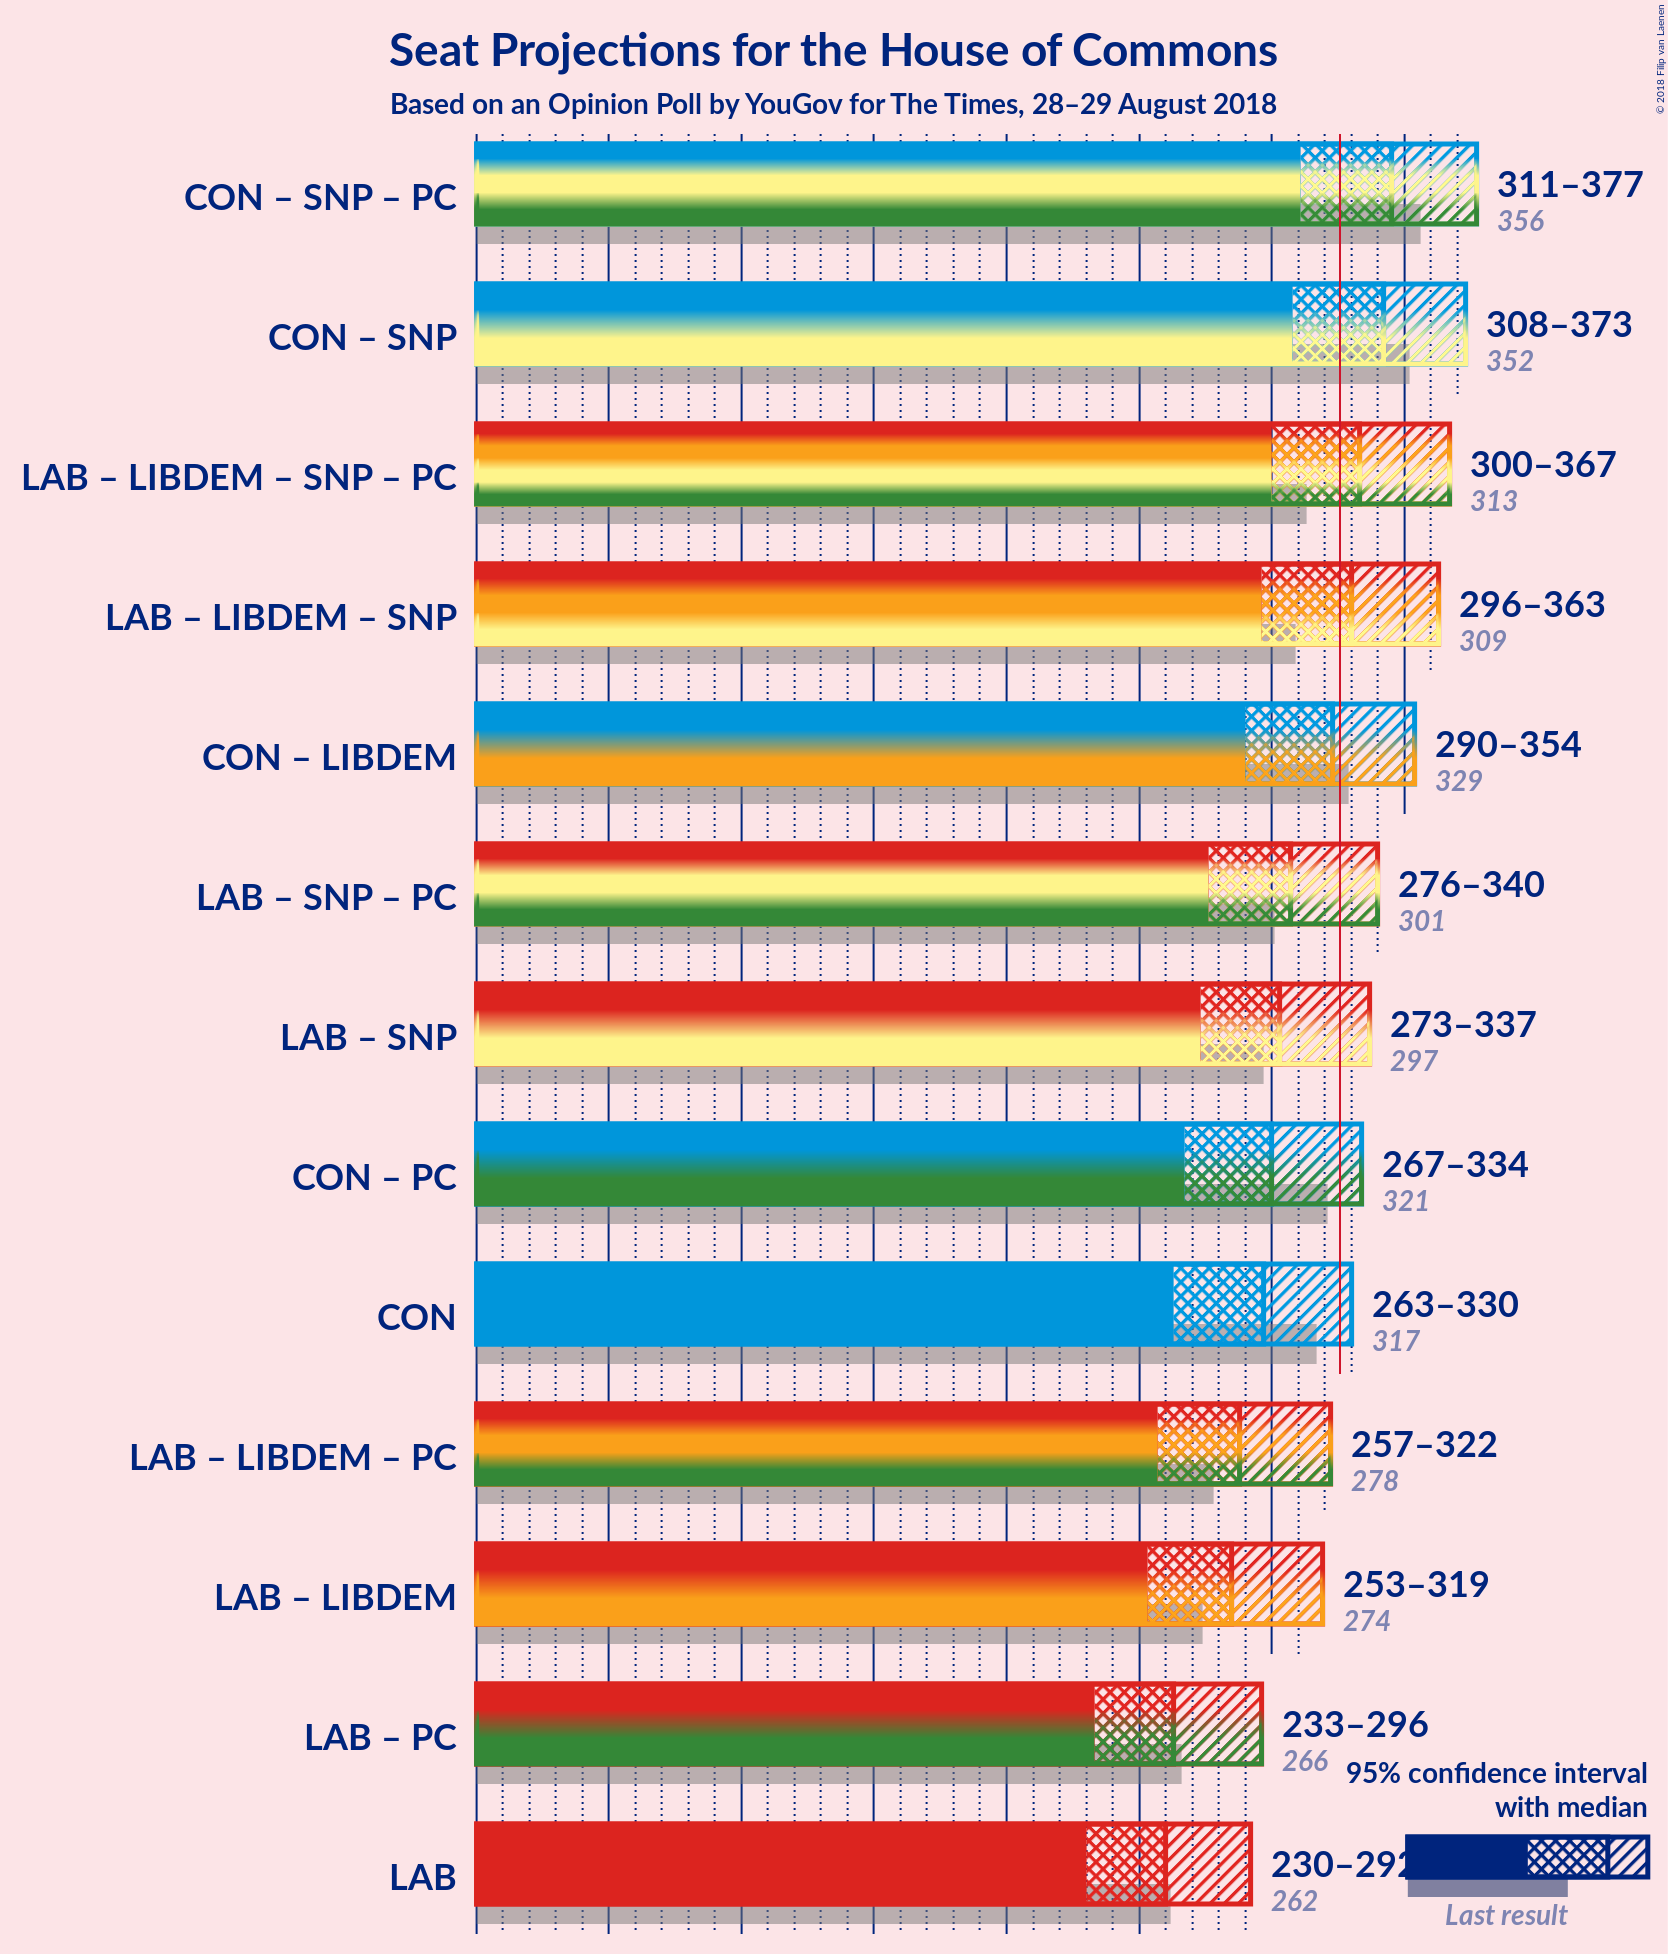 Seat Projections for the House of Commons
Based on an Opinion Poll by YouGov for The Times, 28–29 August 2018
© 2018 Filip van Laenen
CON – SNP – PC
311–377
356
CON – SNP
308–373
352
LAB – LIBDEM – SNP – PC
300–367
313
LAB – LIBDEM – SNP
296–363
309
CON – LIBDEM
290–354
329
LAB – SNP – PC
276–340
301
LAB – SNP
273–337
297
CON – PC
267–334
321
CON
263–330
317
LAB – LIBDEM – PC
257–322
278
LAB – LIBDEM
253–319
274
LAB – PC
233–296
266
LAB
230–292
262
95% confidence interval
with median
Last result